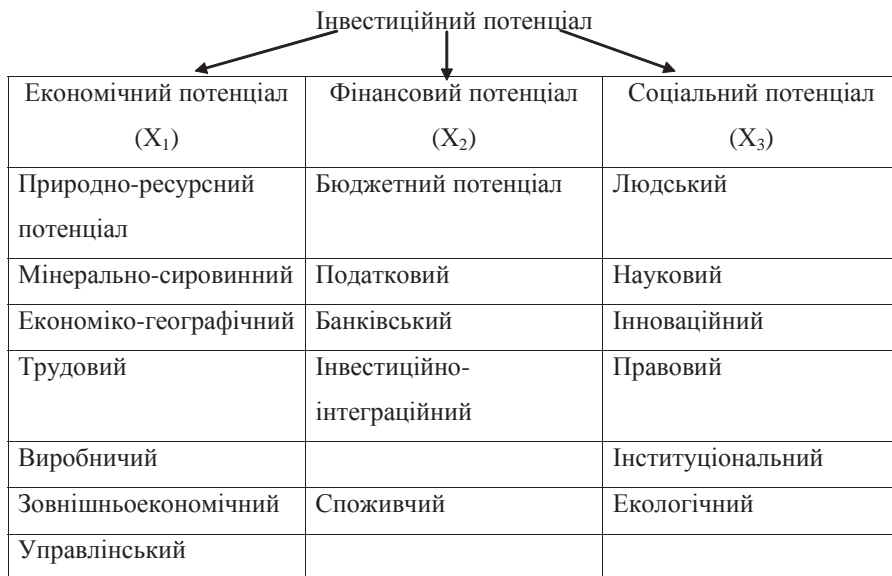 Інвестиційний потенціал
Економічний потенціал
(X1)
Фінансовий потенціал
(X2)
Соціальний потенціал
(X3)
Природно-ресурсний
потенціал
Бюджетний потенціал
Людський
Мінерально-сировинний
Податковий
Науковий
Економіко-географічний
Банківський
Інноваційний
Трудовий
Інвестиційно-
інтеграційний
Правовий
Виробничий
Інституціональний
Зовнішньоекономічний
Споживчий
Екологічний
Управлінський